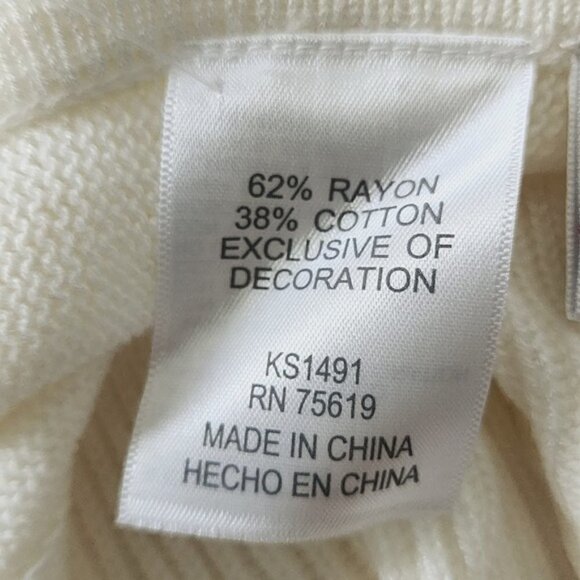 62% RAYON
38% COTTON
EXCLUSIVE OF
DECORATION
KS1491
RN 75619
MADE IN CHINA
HECHO EN CHINA